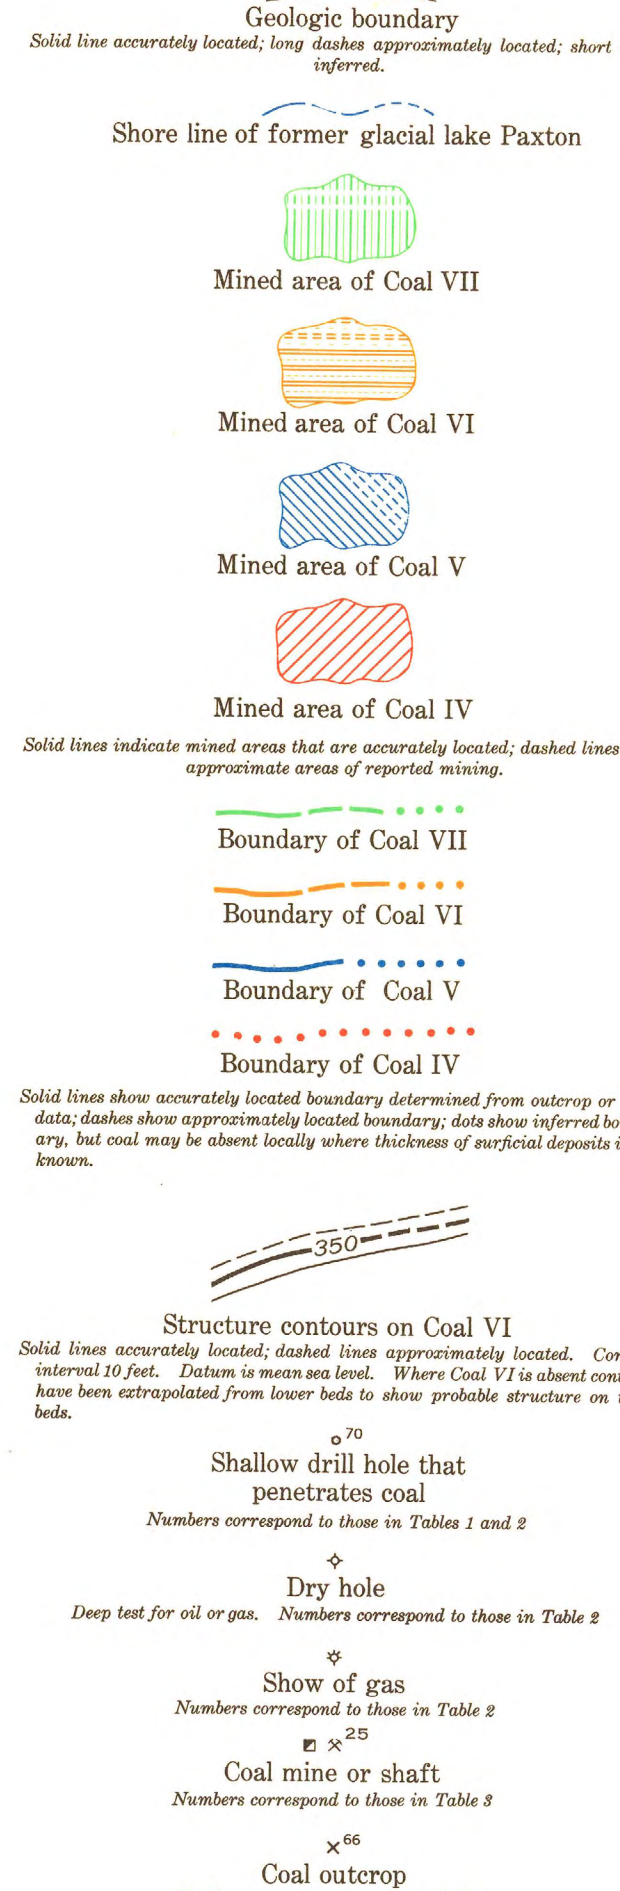 Geologic boundary
Solid line accurately located; long dashes approximately located; short
inferred.
Shore line of former glacial lake Paxton
Mined area of Coal VII
Mined area of Coal VI
Mined area of Coal V
Mined area of Coal IV
Solid lines indicate mined areas that are accurately located; dashed lines
approximate areas of reported mining.
Boundary of Coal VII
Boundary of Coal VI
Boundary of Coal V
Boundary of Coal IV
Solid lines show accurately located boundary determined from outcrop or
data; dashes show approximately located boundary; dots show inferred bo
ary, but coal may be absent locally where thickness of surficial deposits i
known.
350
Structure contours on Coal VI
Solid lines accurately located; dashed lines approximately located. Con
interval 10 feet. Datum is mean sea level. Where Coal VI is absent cont
have been extrapolated from lower beds to show probable structure on
beds.
70
Shallow drill hole that
penetrates coal
Numbers correspond to those in Tables 1 and 2
Dry hole
Deep test for oil or gas. Numbers correspond to those in Table 2
Show of gas
Numbers correspond to those in Table 2
25
Coal mine or shaft
Numbers correspond to those in Table 3
66
Coal outcrop